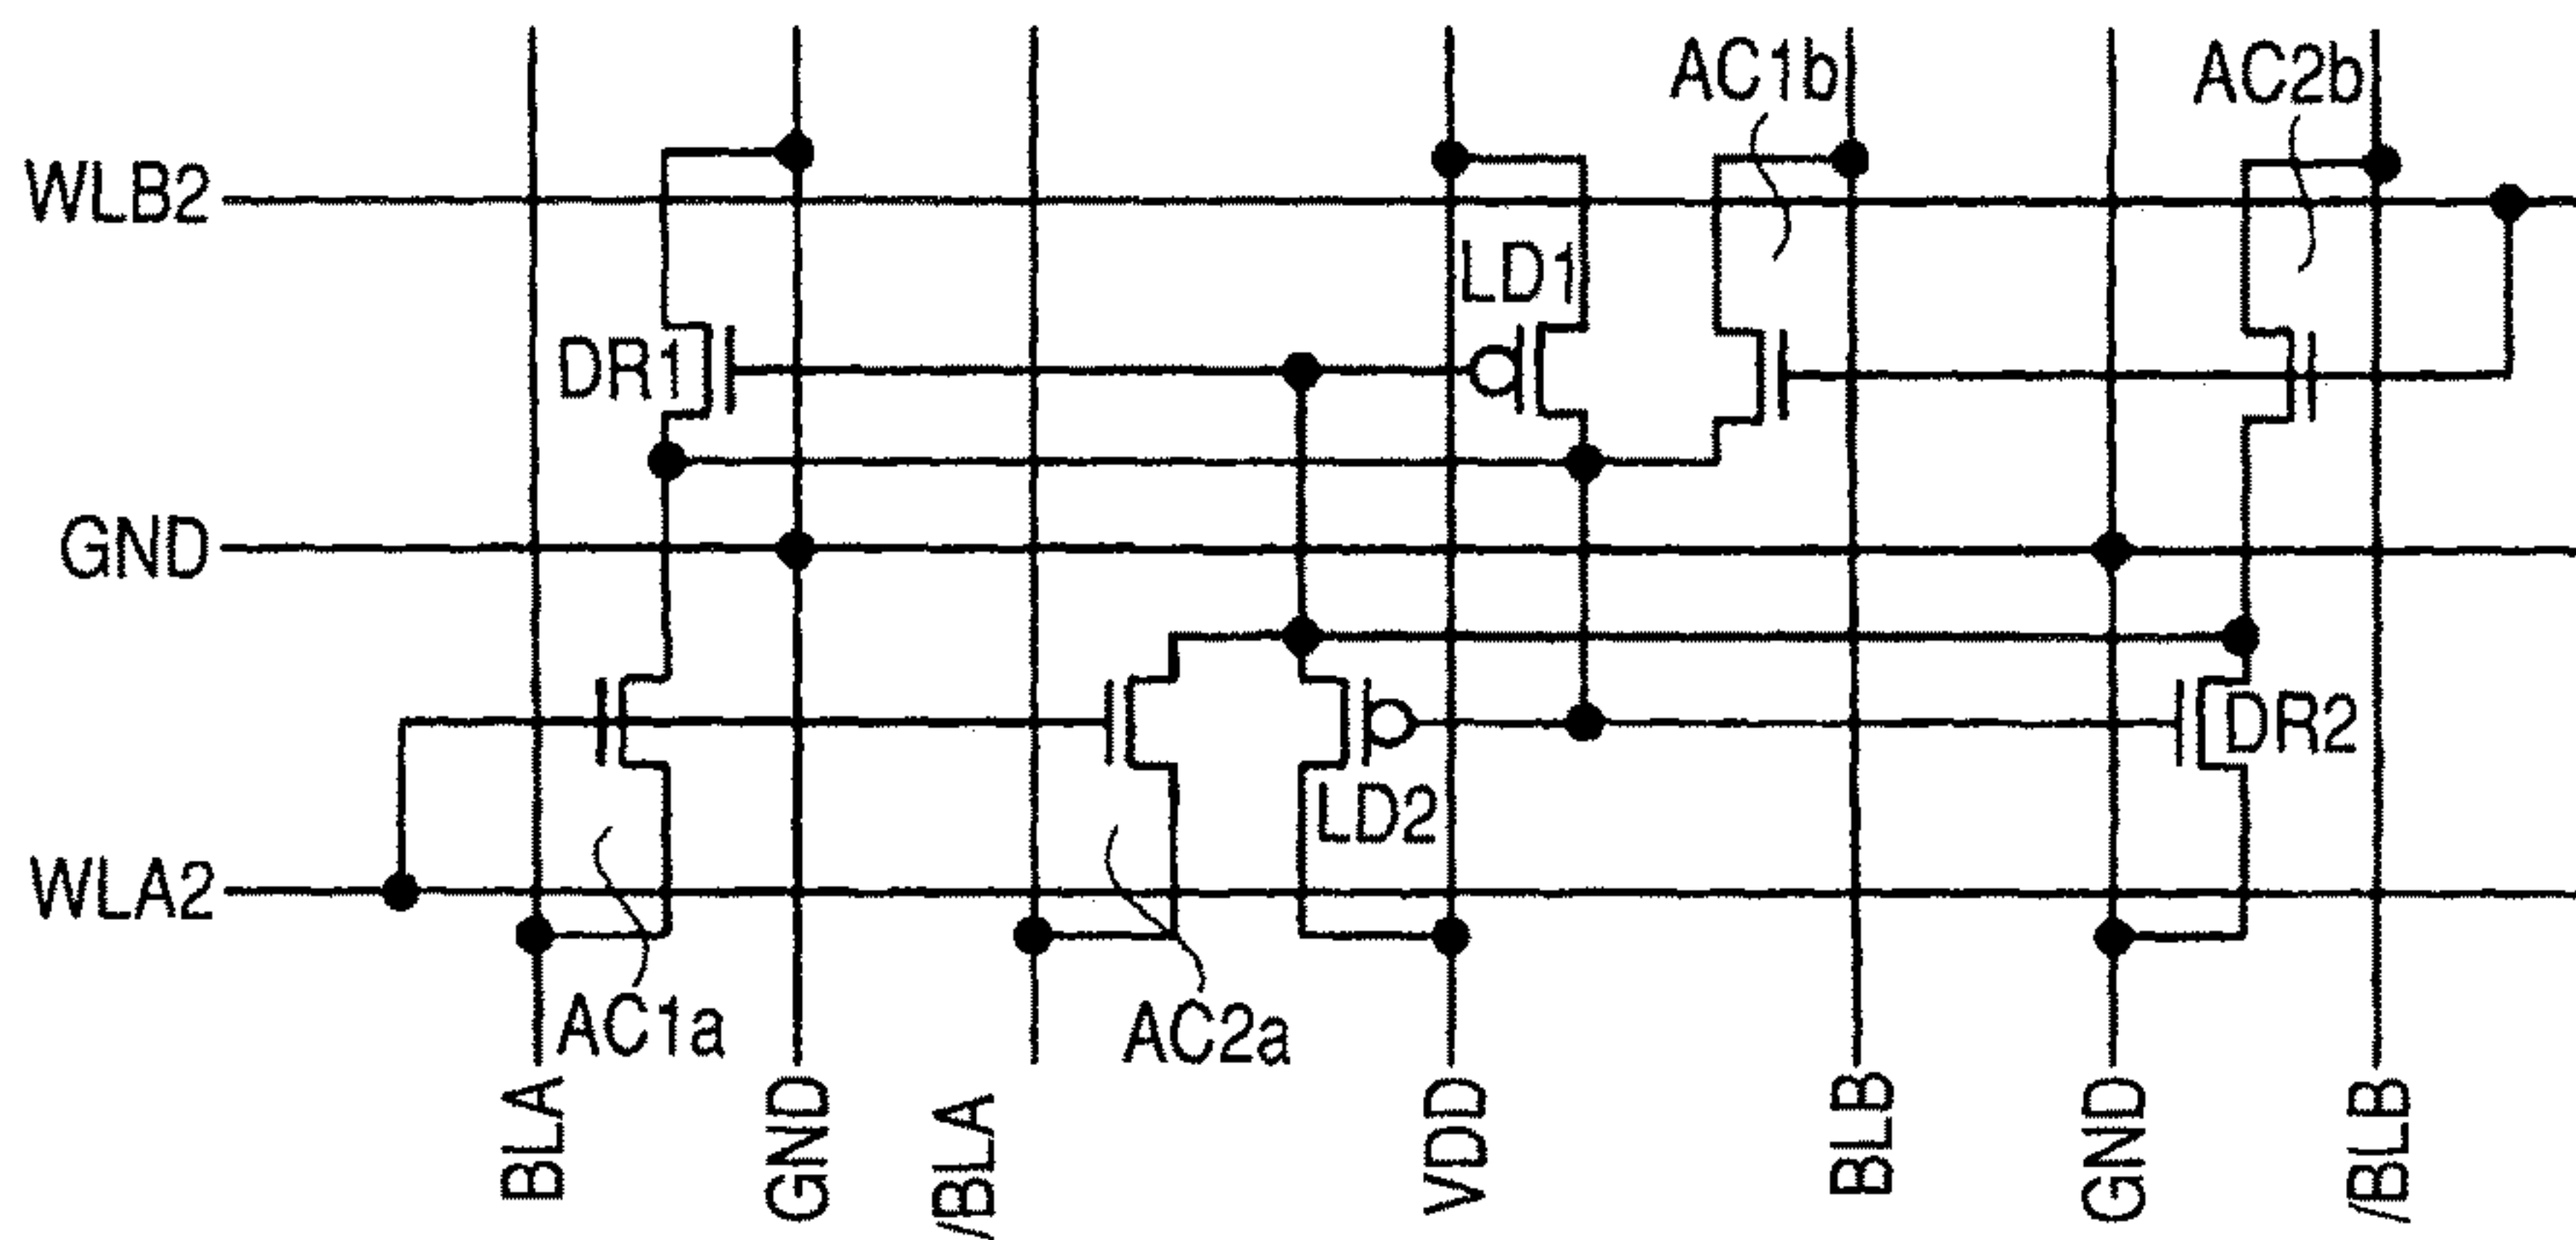 AC1b
AC2b
WLB2
LD1
DR1
GND
DR2
LD2
WLA2
AC1a
AC2a
BLA
GND
/BLA
VDD
BLB
GND
/BLB